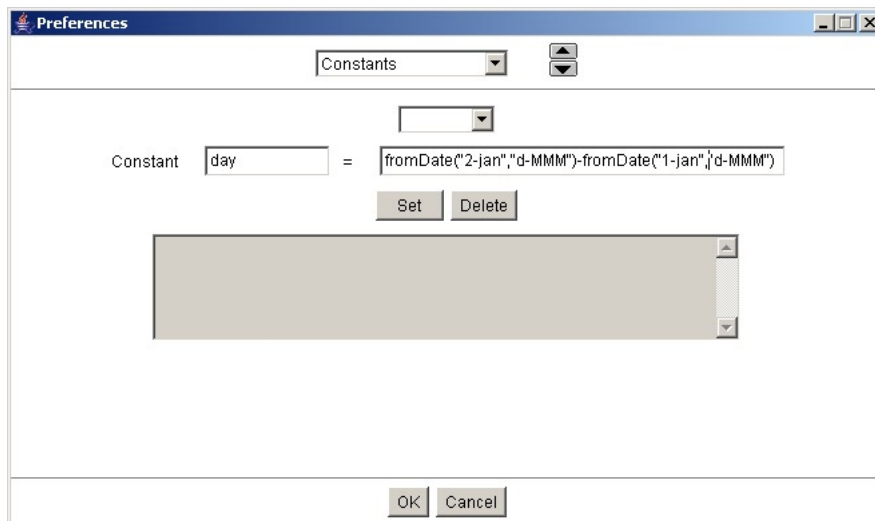 Preferences
Constants
Constant day = fromDate("2-jan","d-MMM")-fromDate("1-jan","d-MMM")
Set Delete
OK Cancel